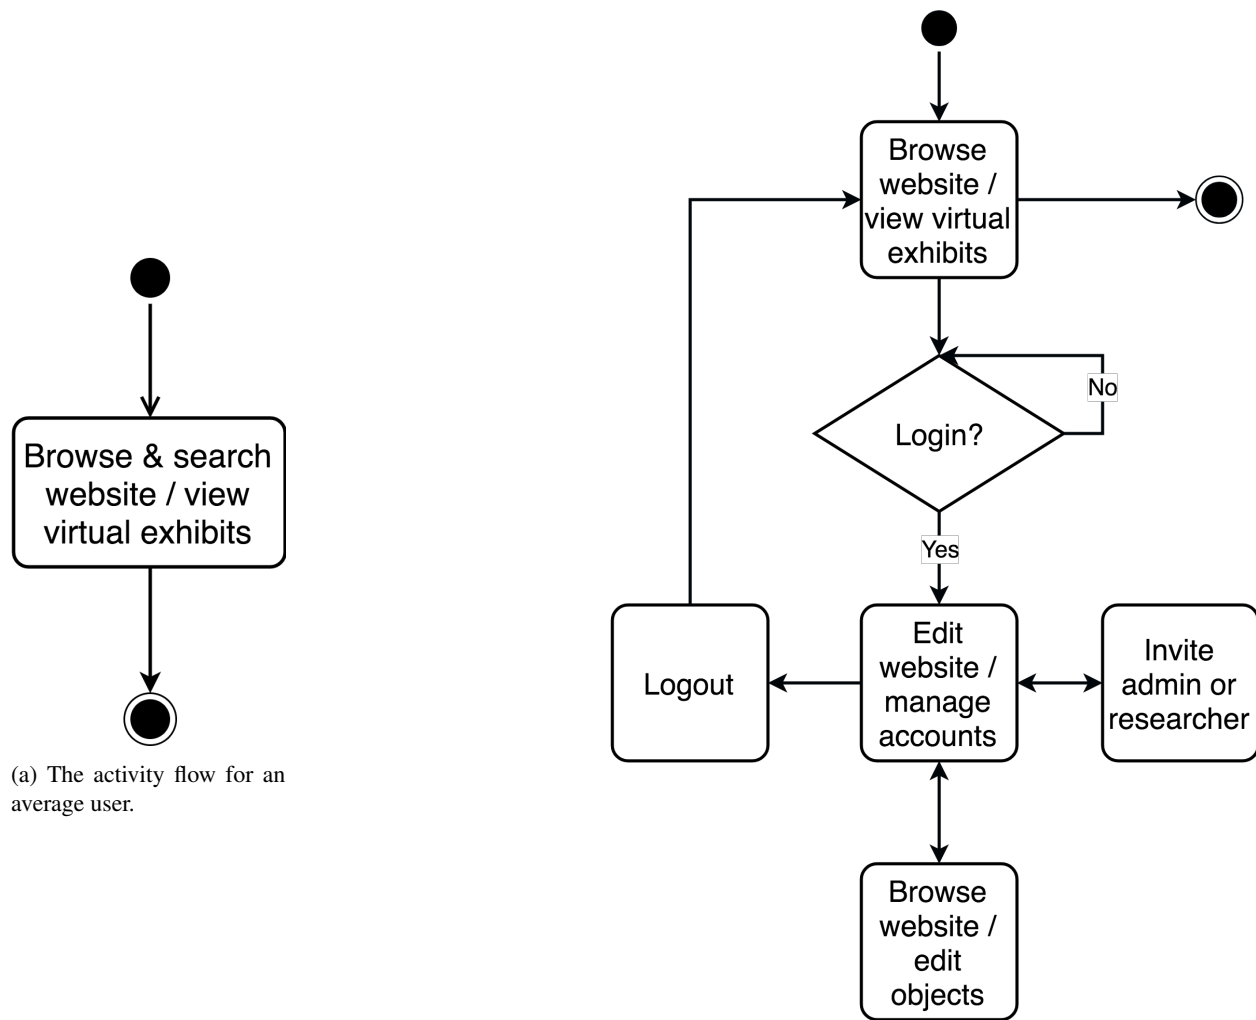 Browse & search
website / view
virtual exhibits
(a) The activity flow for an
average user.
Browse
website /
view virtual
exhibits
Login?
No
Yes
Logout
Edit
website /
manage
accounts
Invite
admin or
researcher
Browse
website /
edit
objects